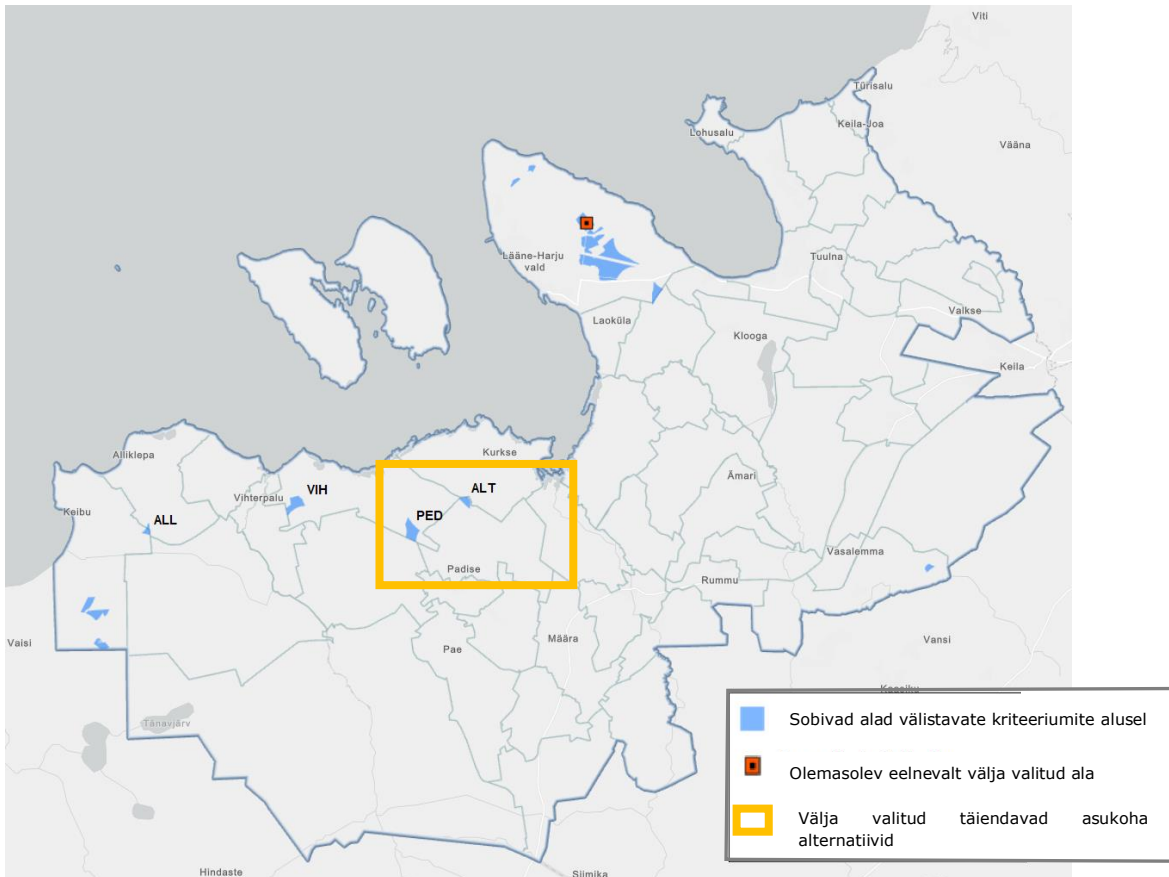 Viti
Türisalu
Keila-Joa
Lohusalu
Vääna
Lääne-Harju
vald
Tuulna
Laoküla
Klooga
Valkse
Keila
Kurkse
Alliklepa
Ämari
VIH
ALT
Vihterpalu
Keibu
ALL
PED
Vasalemma
Padise
Rummu
Vaisi
Pae
Määra
Vansi
Tänavjärv
Sobivad alad välistavate kriteeriumite alusel
Olemasolev eelnevalt välja valitud ala
Välja valitud täiendavad asukoha
alternatiivid
Hindaste